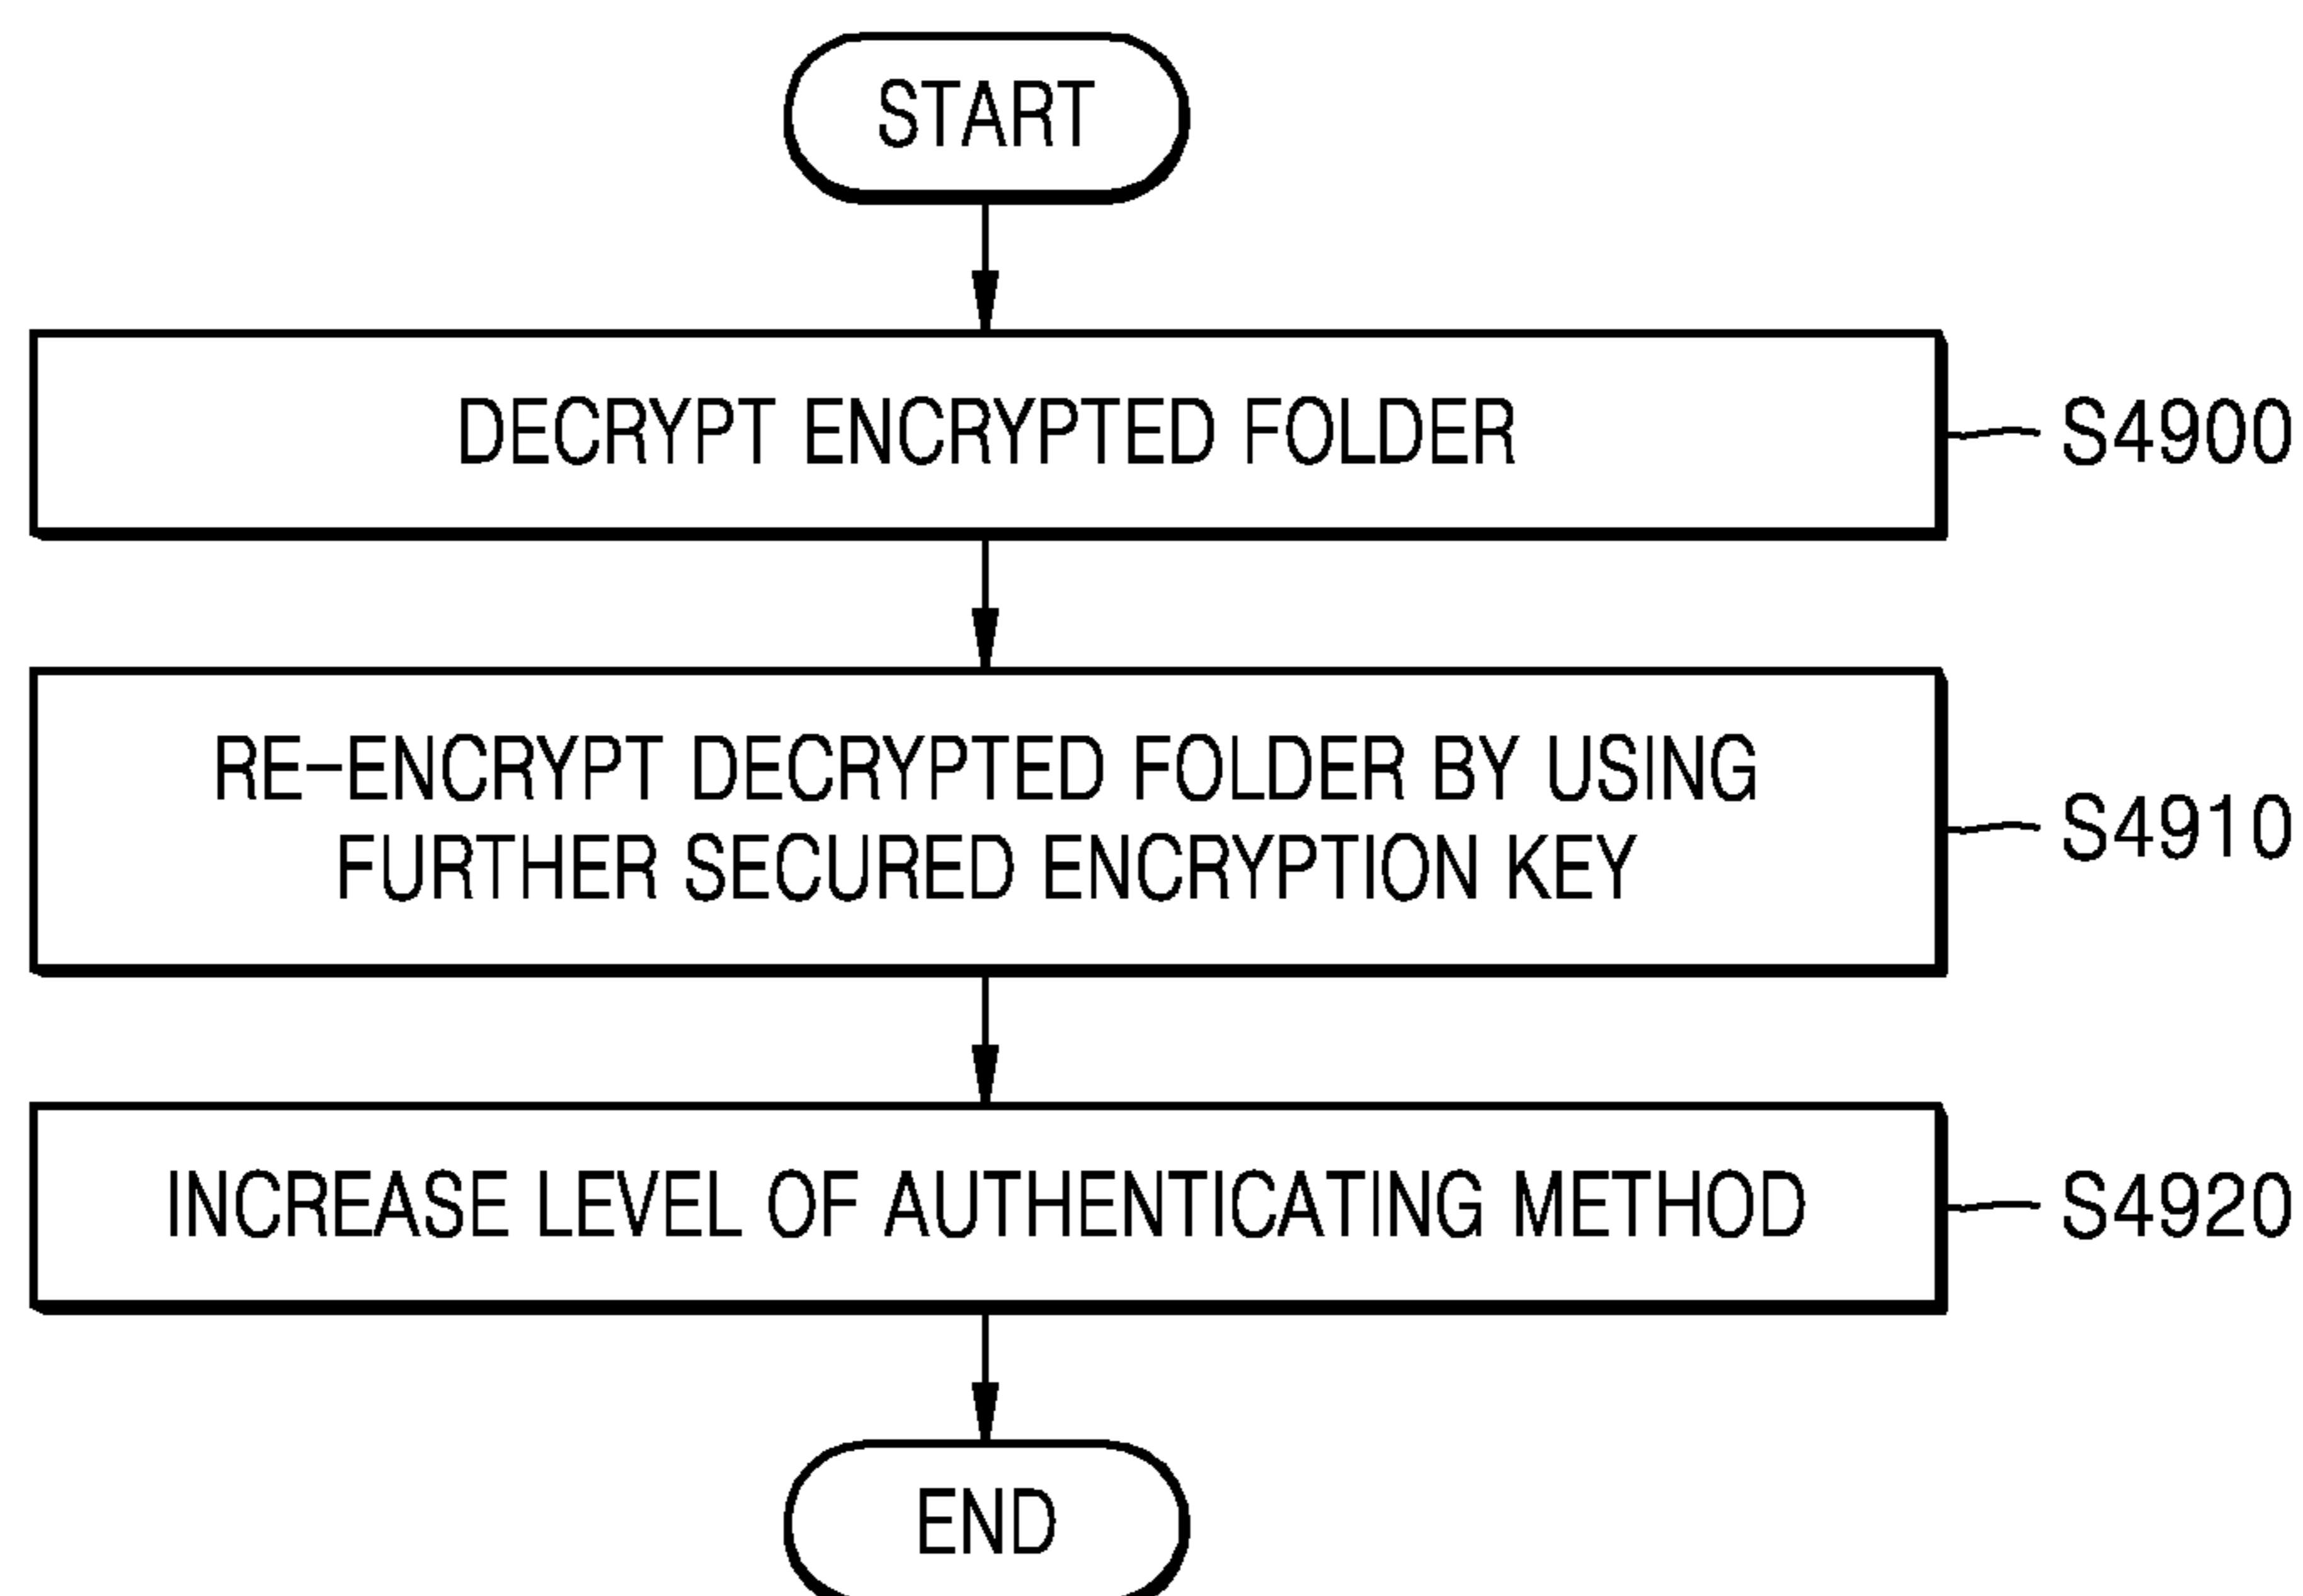 START
DECRYPT ENCRYPTED FOLDER
S4900
RE-ENCRYPT DECRYPTED FOLDER BY USING
FURTHER SECURED ENCRYPTION KEY
S4910
INCREASE LEVEL OF AUTHENTICATING METHOD
S4920
END